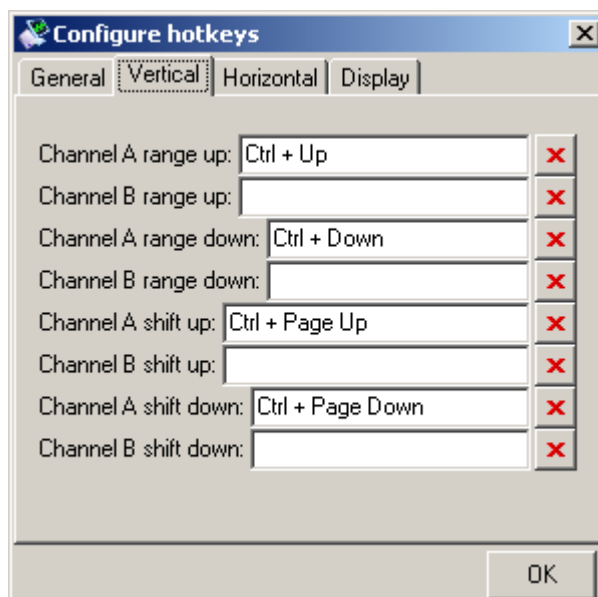 Configure hotkeys
General Vertical Horizontal Display
Channel A range up: Ctrl + Up
Channel B range up:
Channel A range down: Ctrl + Down
Channel B range down:
Channel A shift up: Ctrl + Page Up
Channel B shift up:
Channel A shift down: Ctrl + Page Down
Channel B shift down:
OK